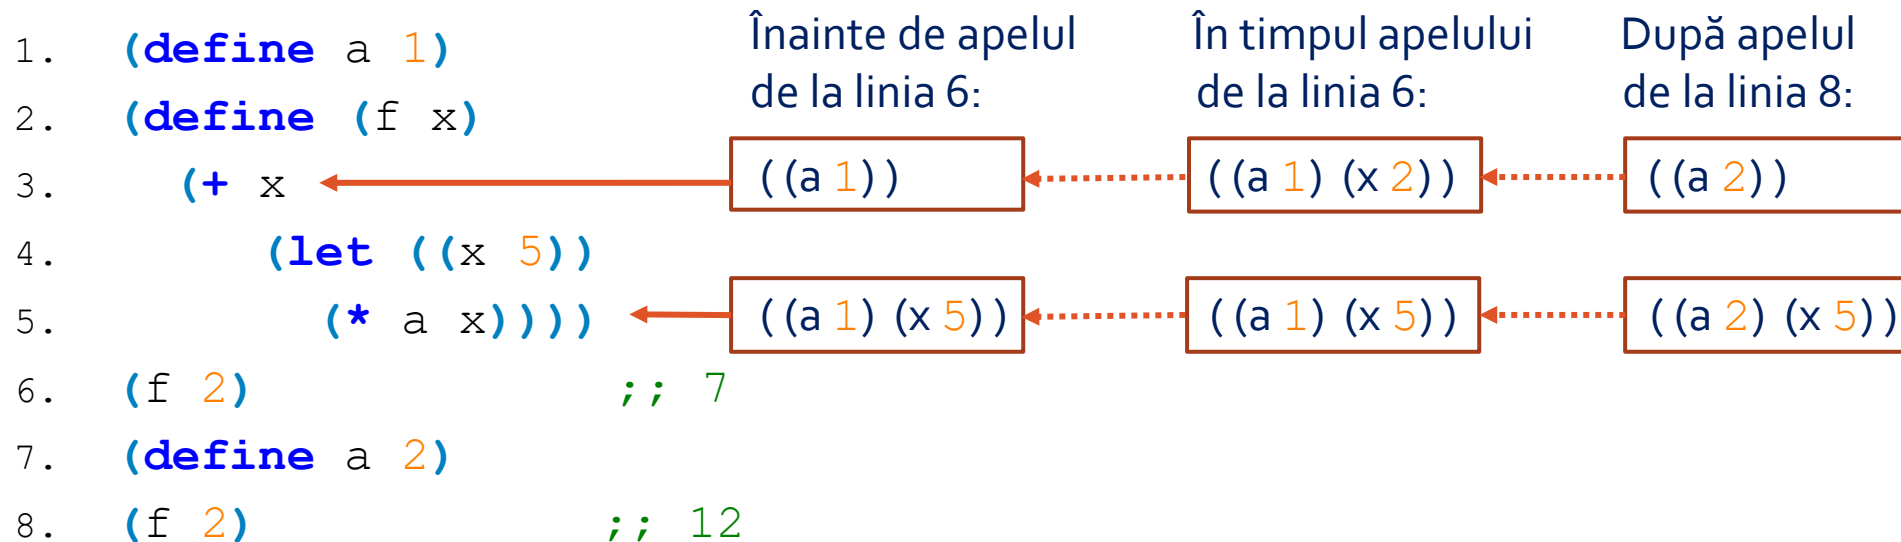 1. (define a 1)
2. (define (f x)
3. (+ x
4. (let ((x 5))
5. (* a x))))
6. (f 2) ;; 7
7. (define a 2)
8. (f 2) ;; 12
Înainte de apelul
de la linia 6:
((a 1))
((a 1) (x 5))
În timpul apelului
de la linia 6:
((a 1) (x 2))
((a 1) (x 5))
După apelul
de la linia 8:
((a 2))
((a 2) (x 5))